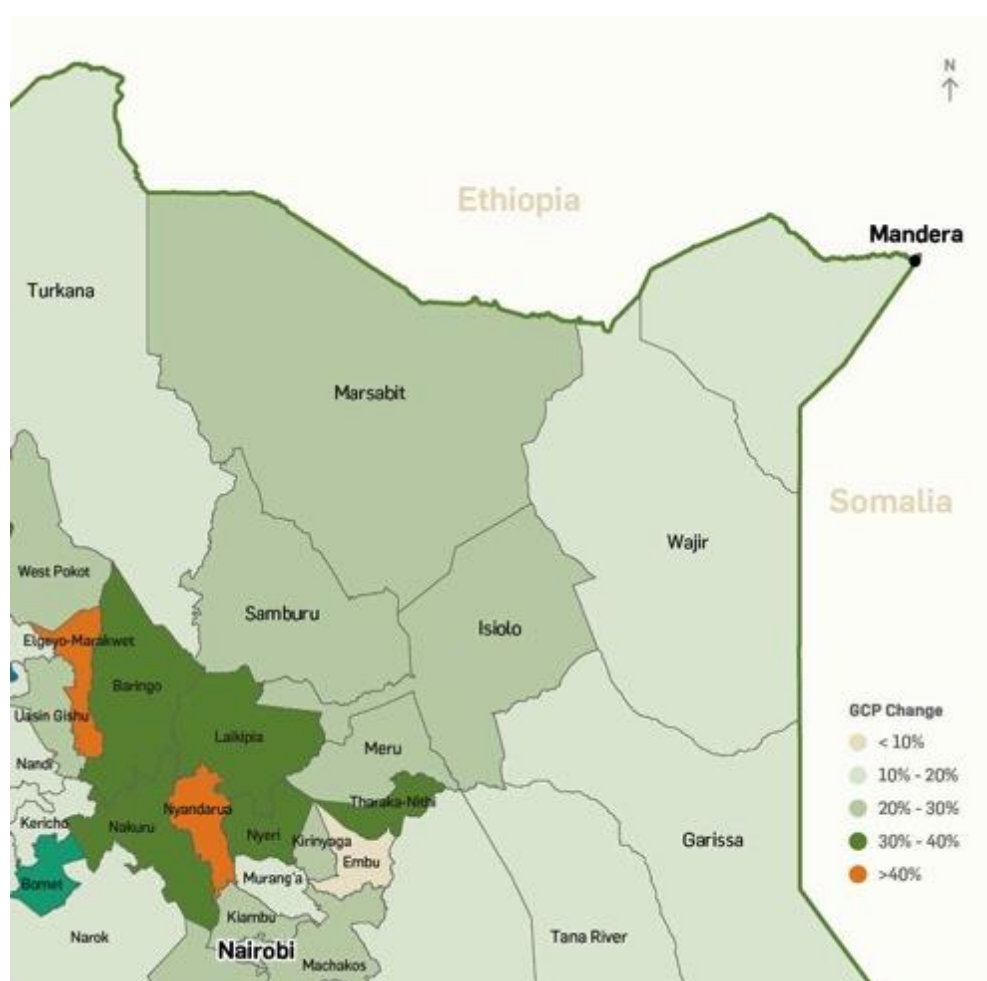 N
Ethiopia
Mandera
Turkana
Marsabit
Somalia
Wajir
West Pokot
Samburu
Isiolo
Elgeyo-Marakwet
Baringo
Uasin Gishu
Laikipia
Meru
Nandi
Tharaka-Nithi
Nyandarua
Kericho
Nakuru
Nyeri
Kirinyaga
Embu
Garissa
Murang'a
Bomet
Kiambu
Narok
Nairobi
Tana River
Machakos
GCP Change
< 10%
10% - 20%
20% - 30%
30% - 40%
>40%